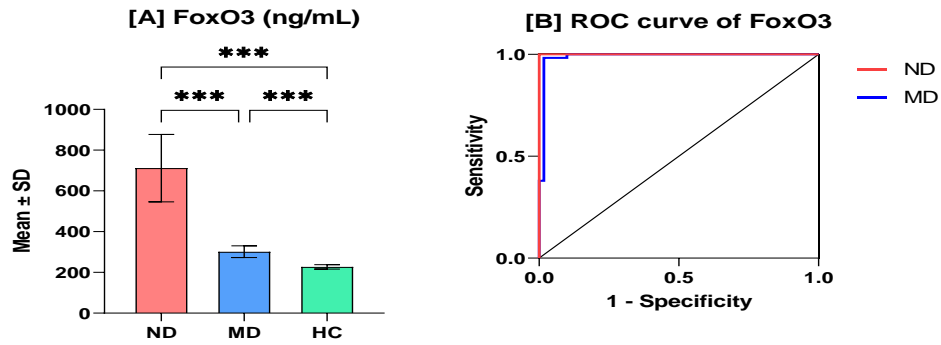 [A] FoxO3 (ng/mL)
***
*** ***
1000
800
600
400
200
0
Mean ± SD
ND MD HC
[B] ROC curve of FoxO3
1.0
0.5
0.0
Sensitivity
0.0 0.5 1.0
1 - Specificity
ND
MD